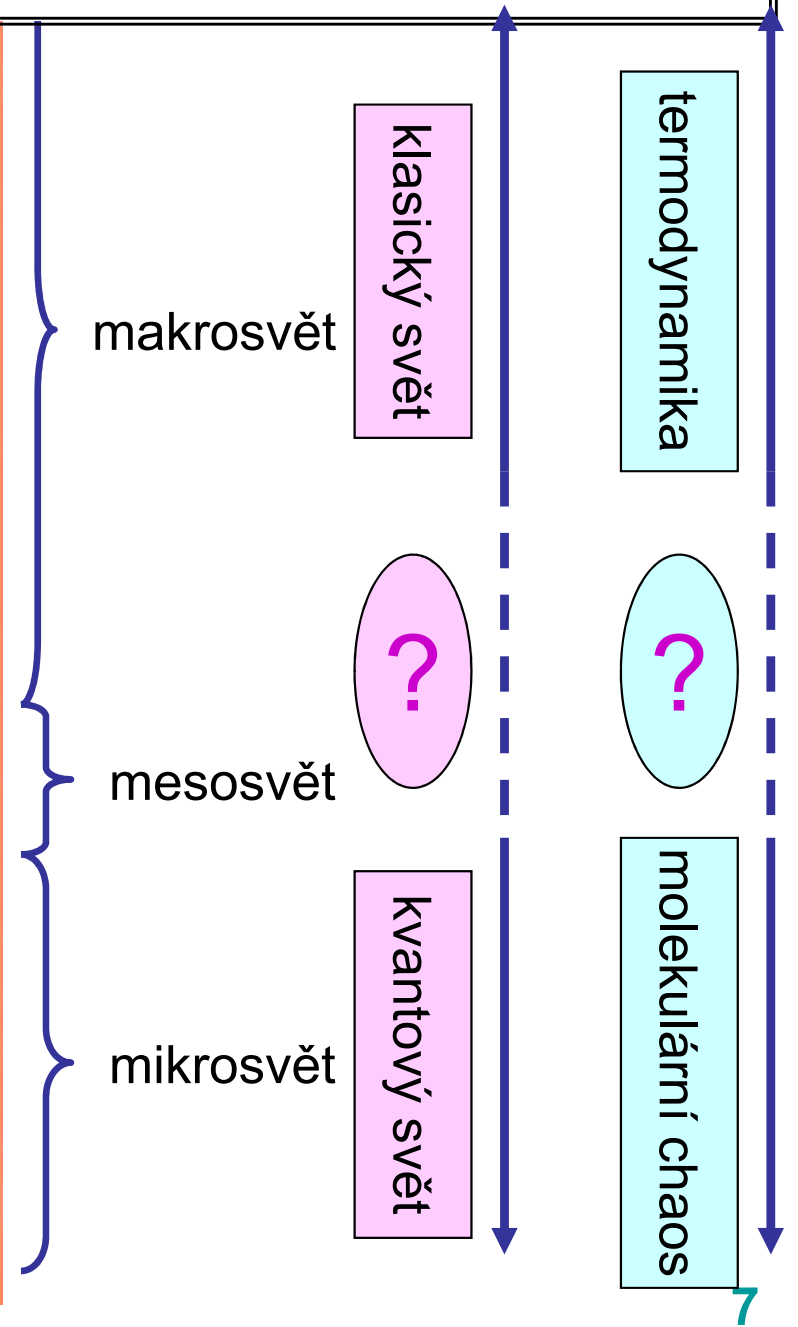 makrosvět
klasický svět
termodynamika
?
?
mesosvět
mikrosvět
kvantový svět
molekulární chaos
7